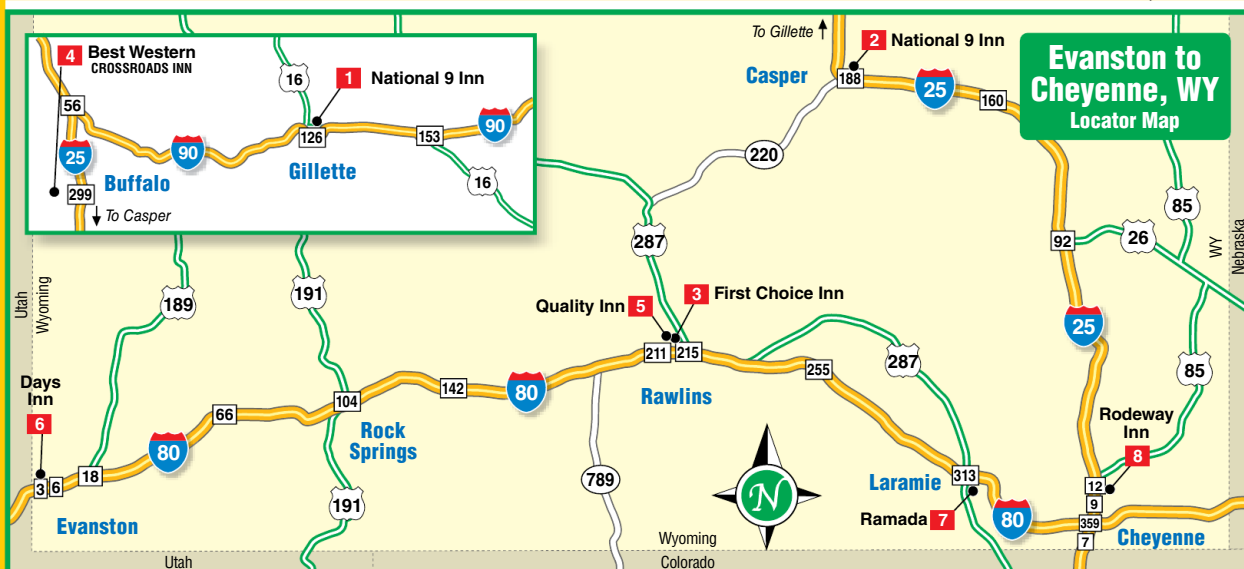 Evanston to
Cheyenne, WY
Locator Map
To Gillette
2 National 9 Inn
Casper
188
25
160
220
4 Best Western
CROSSROADS INN
16
1 National 9 Inn
56
126
153
90
25
90
Buffalo
Gillette
16
299
To Casper
287
85
92
26
WY
Nebraska
Utah
Wyoming
189
191
Quality Inn 5
3 First Choice Inn
25
211
215
287
255
85
Days
Inn
6
66
104
142
80
Rawlins
Rodeway
Inn
8
80
Rock
Springs
3
6
18
Evanston
191
789
N
Laramie
313
Ramada 7
80
12
9
359
7
Cheyenne
Wyoming
Utah
Colorado